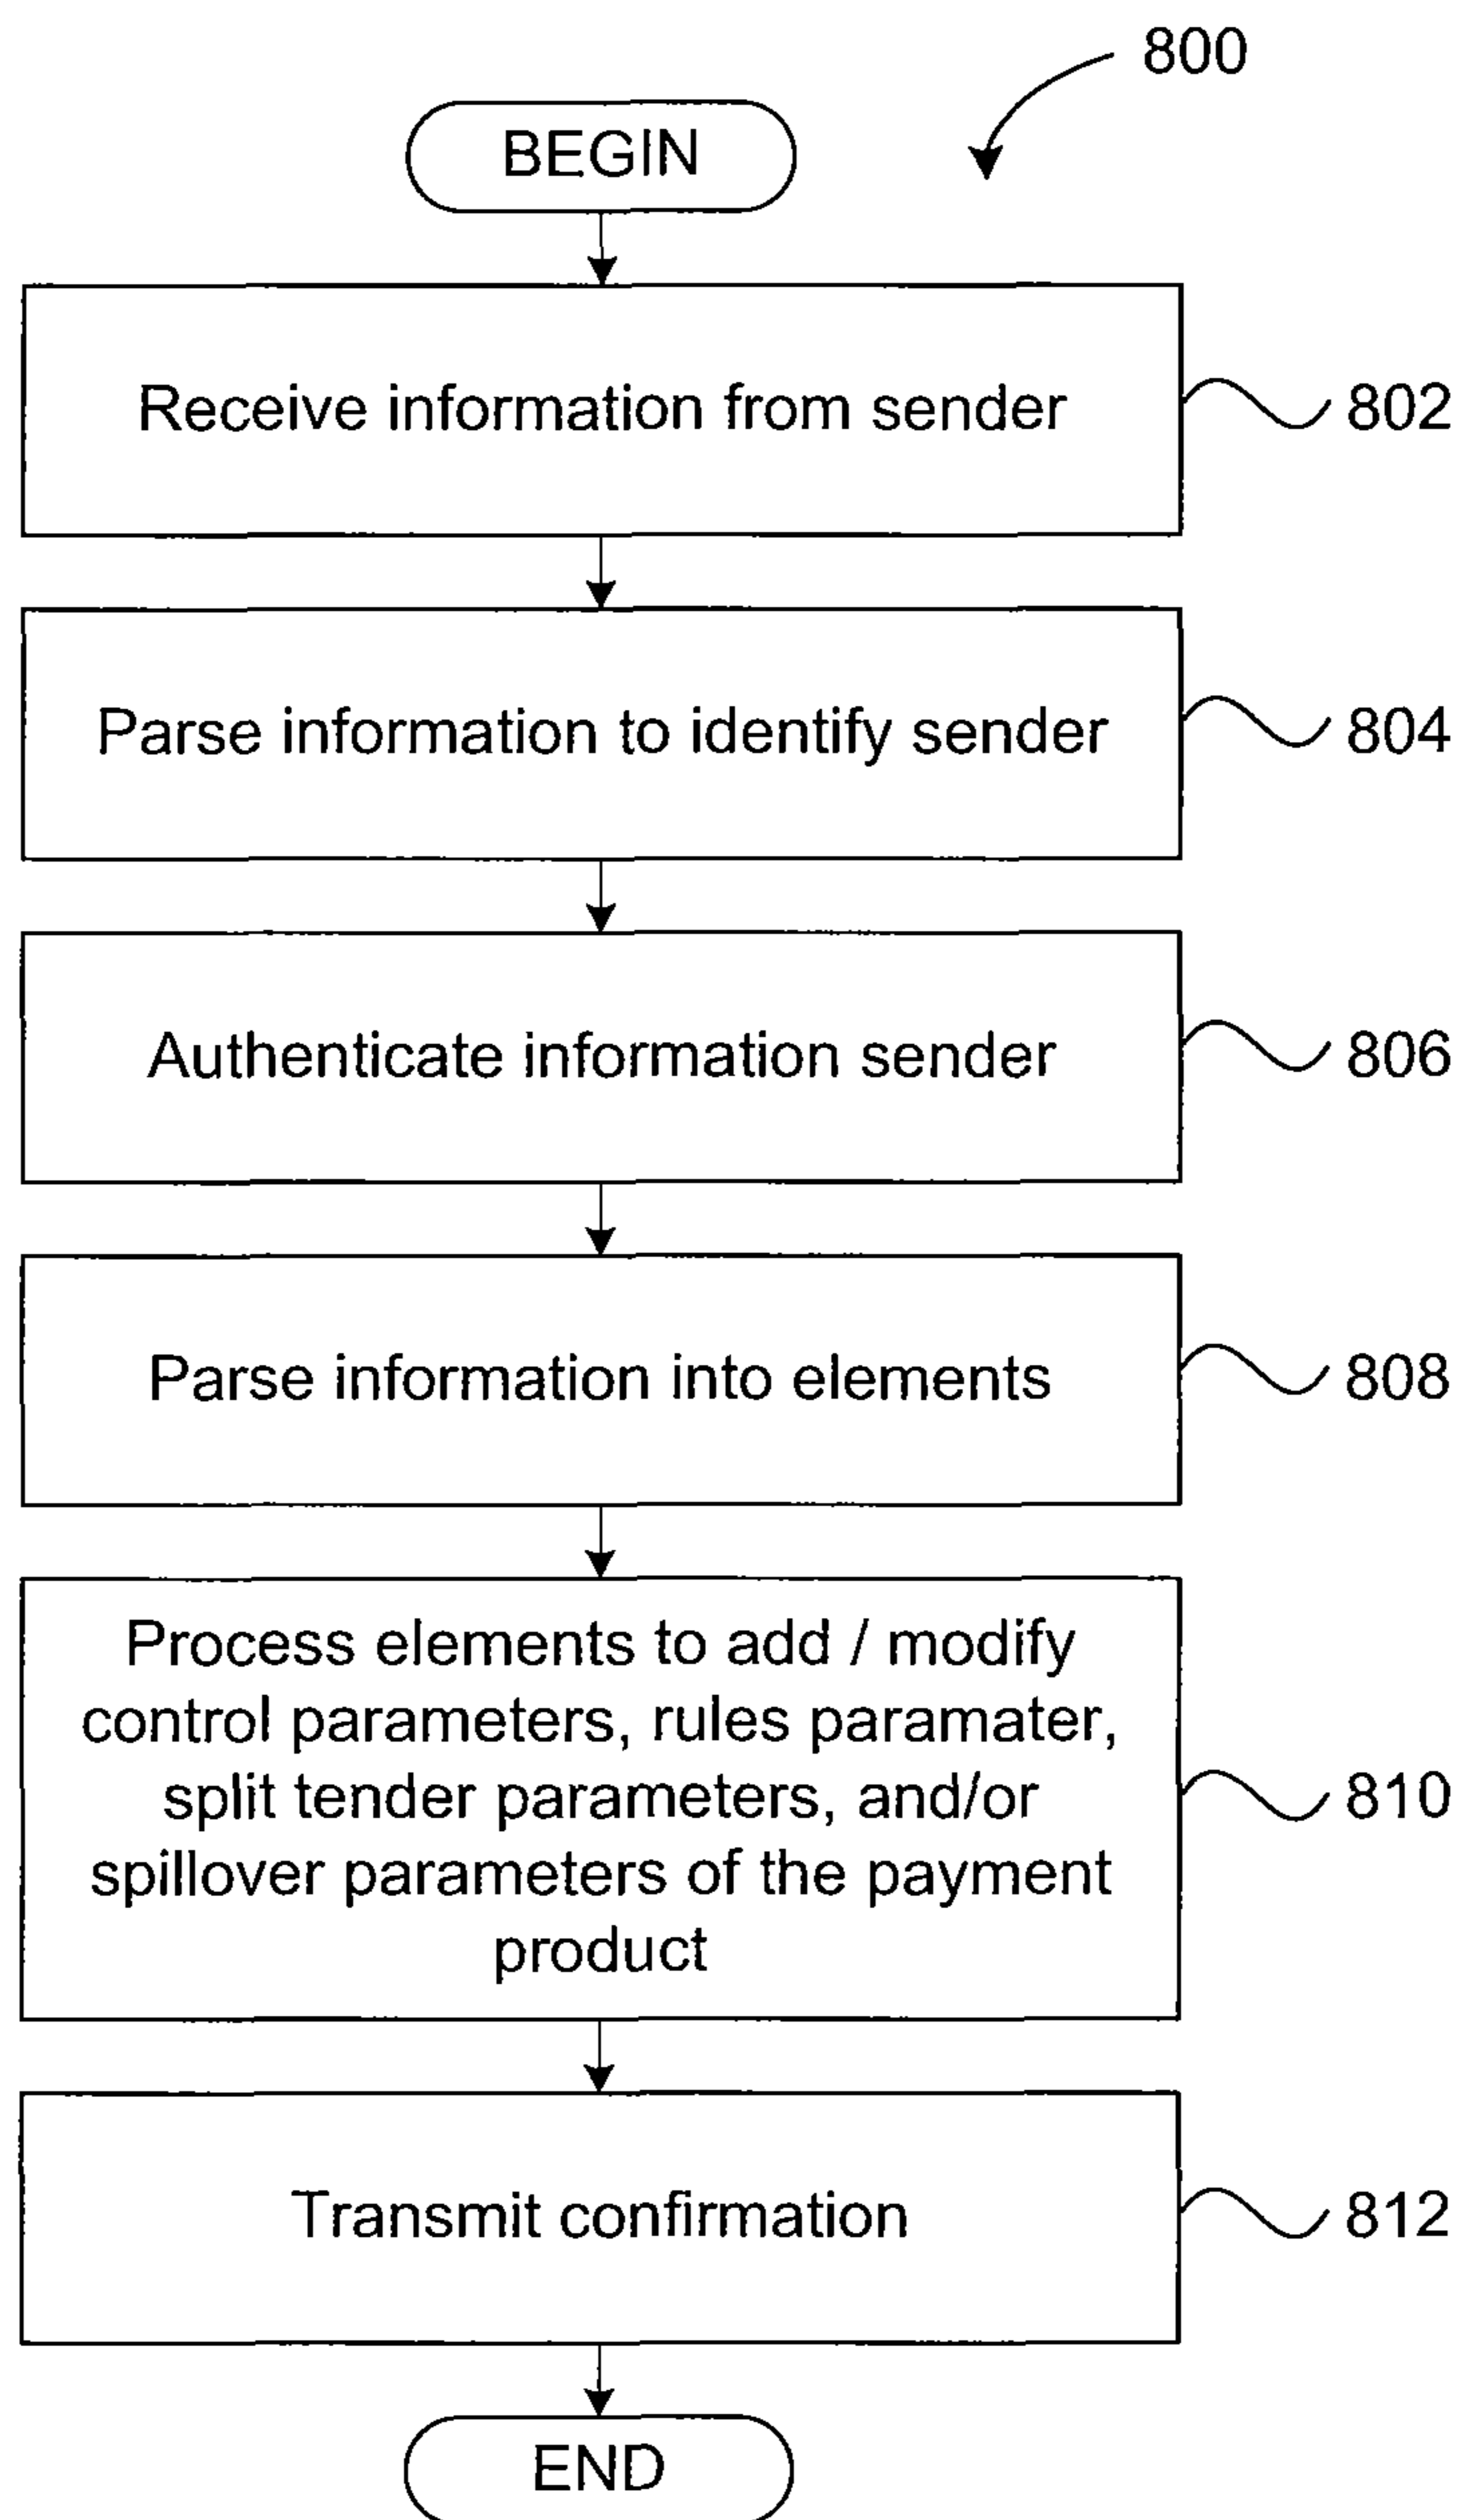 800
BEGIN
Receive information from sender
802
Parse information to identify sender
804
Authenticate information sender
806
Parse information into elements
808
Process elements to add / modify
control parameters, rules paramater,
split tender parameters, and/or
spillover parameters of the payment
product
810
Transmit confirmation
812
END